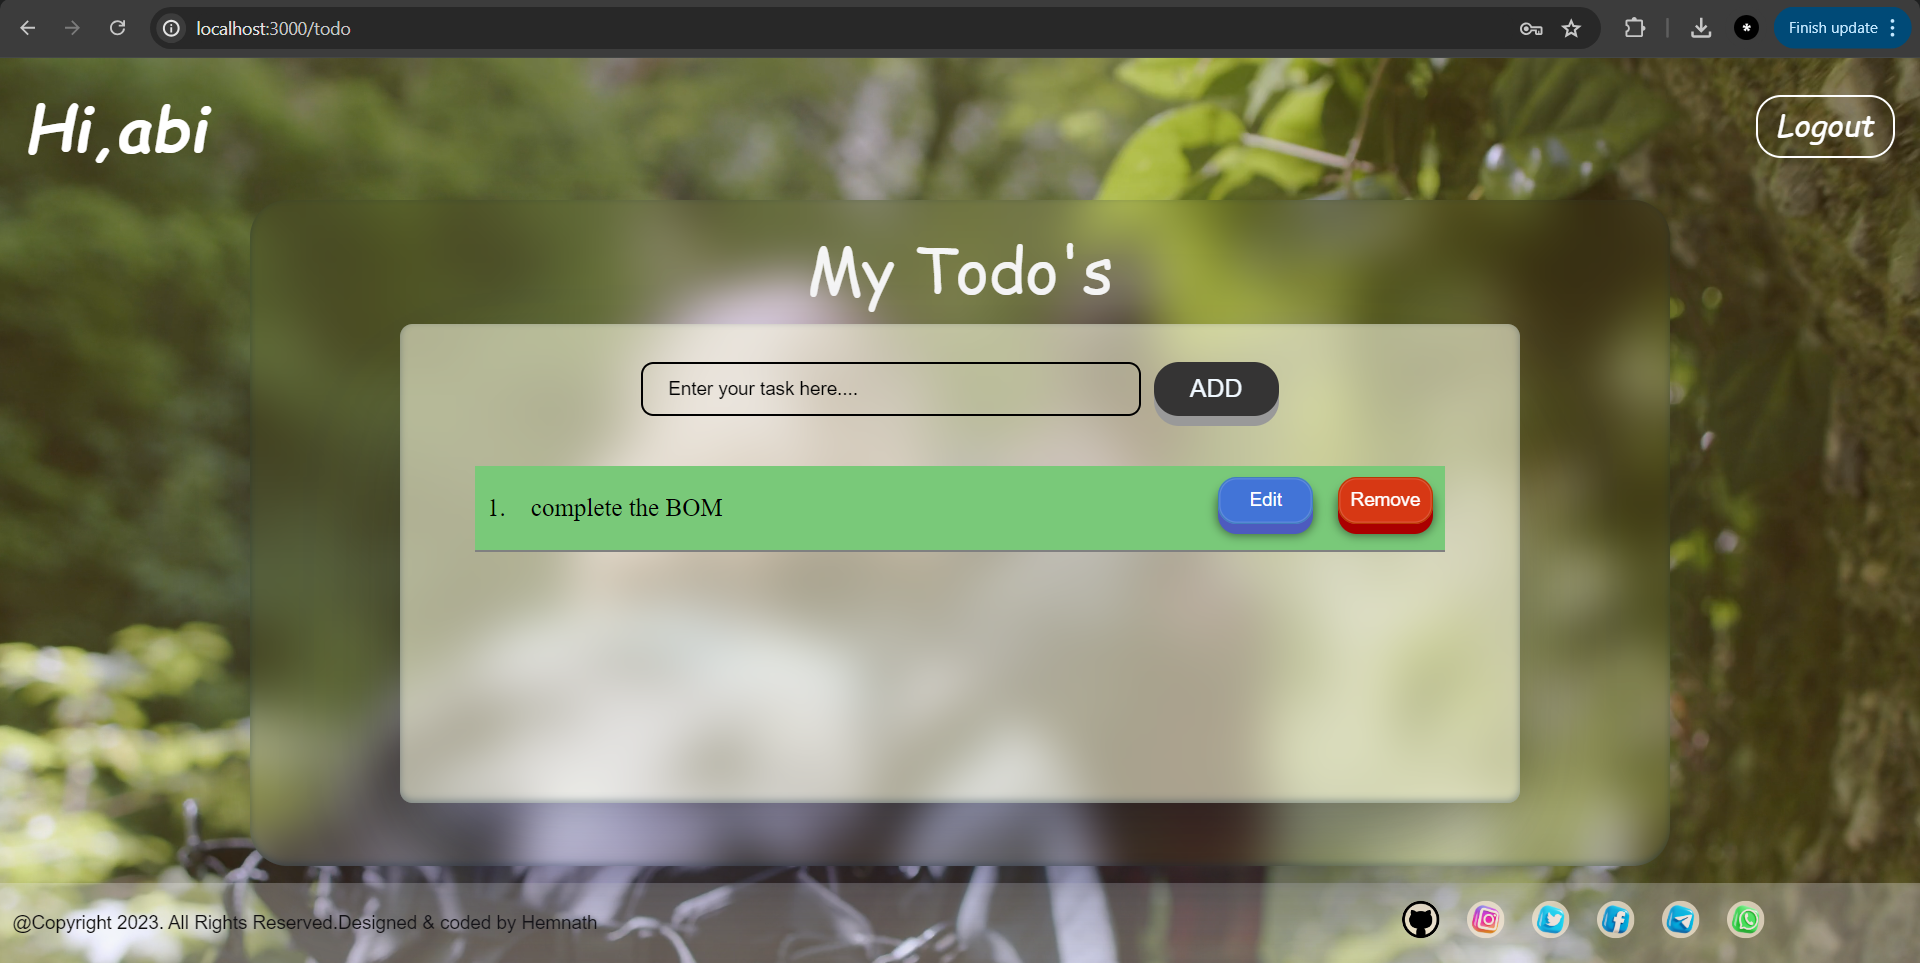 localhost:3000/todo
Finish update
Hi,abi
Logout
My Todo's
Enter your task here....
ADD
1. complete the BOM
Edit
Remove
@Copyright 2023. All Rights Reserved.Designed & coded by Hemnath